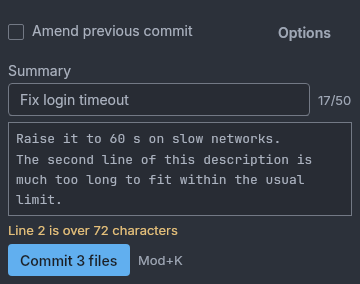 Amend previous commit
Options
Summary
Fix login timeout
17/50
Raise it to 60 s on slow networks.
The second line of this description is
much too long to fit within the usual
limit.
Line 2 is over 72 characters
Commit 3 files
Mod+K